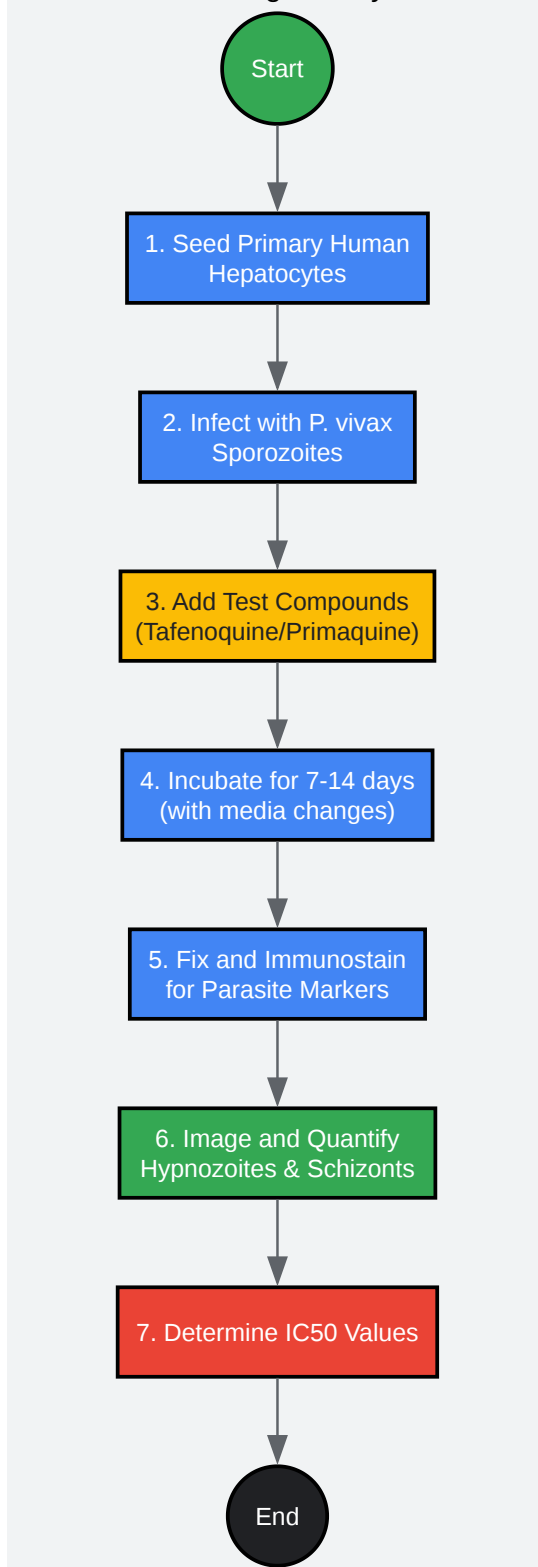 Start
1. Seed Primary Human
Hepatocytes
2. Infect with P. vivax
Sporozoites
3. Add Test Compounds
(Tafenoquine/Primaquine)
4. Incubate for 7-14 days
(with media changes)
5. Fix and Immunostain
for Parasite Markers
6. Image and Quantify
Hypnozoites & Schizonts
7. Determine IC50 Values
End